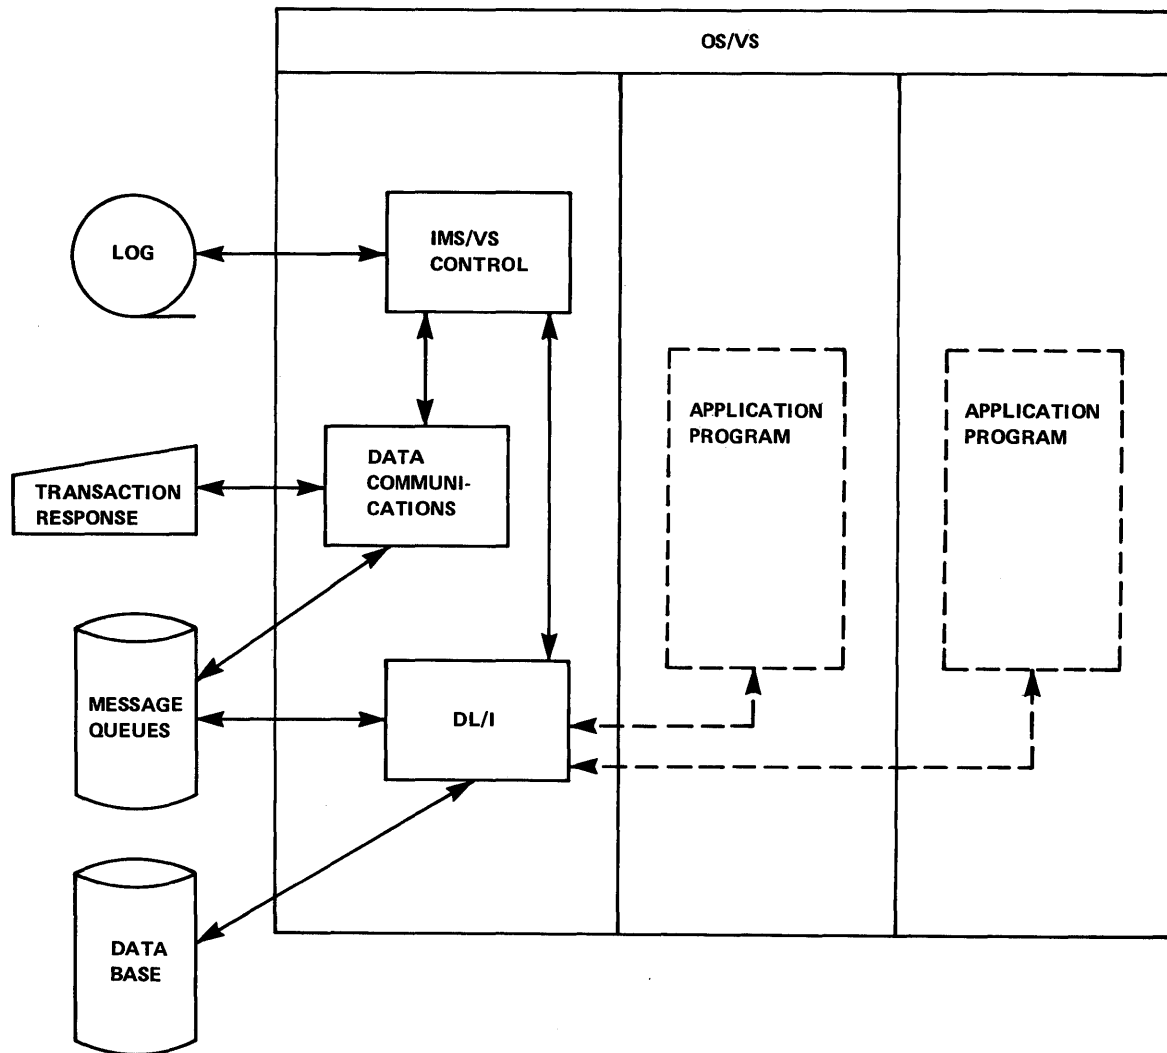 OS/VS
LOG
IMS/VS
CONTROL
APPLICATION
PROGRAM
APPLICATION
PROGRAM
DATA
COMMUNI-
CATIONS
TRANSACTION
RESPONSE
MESSAGE
QUEUES
DL/I
DATA
BASE